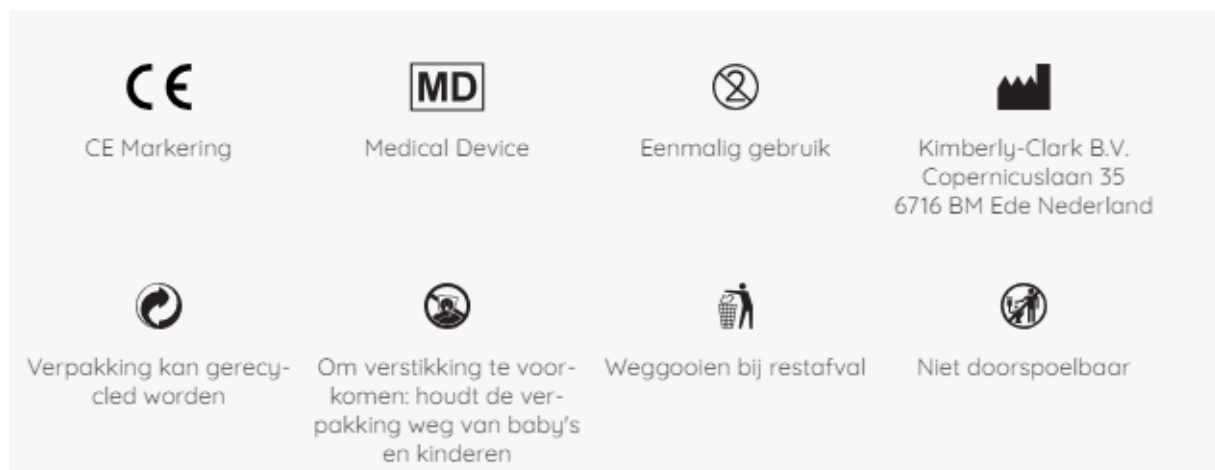 CE
MD
2
CE Markering
Medical Device
Eenmalig gebruik
Kimberly-Clark B.V.
Copernicuslaan 35
6716 BM Ede Nederland
Verpakking kan gerecy-
cled worden
Om verstikking te voor-
komen: houdt de ver-
pakking weg van baby's
en kinderen
Weggooien bij restafval
Niet doorspoelbaar